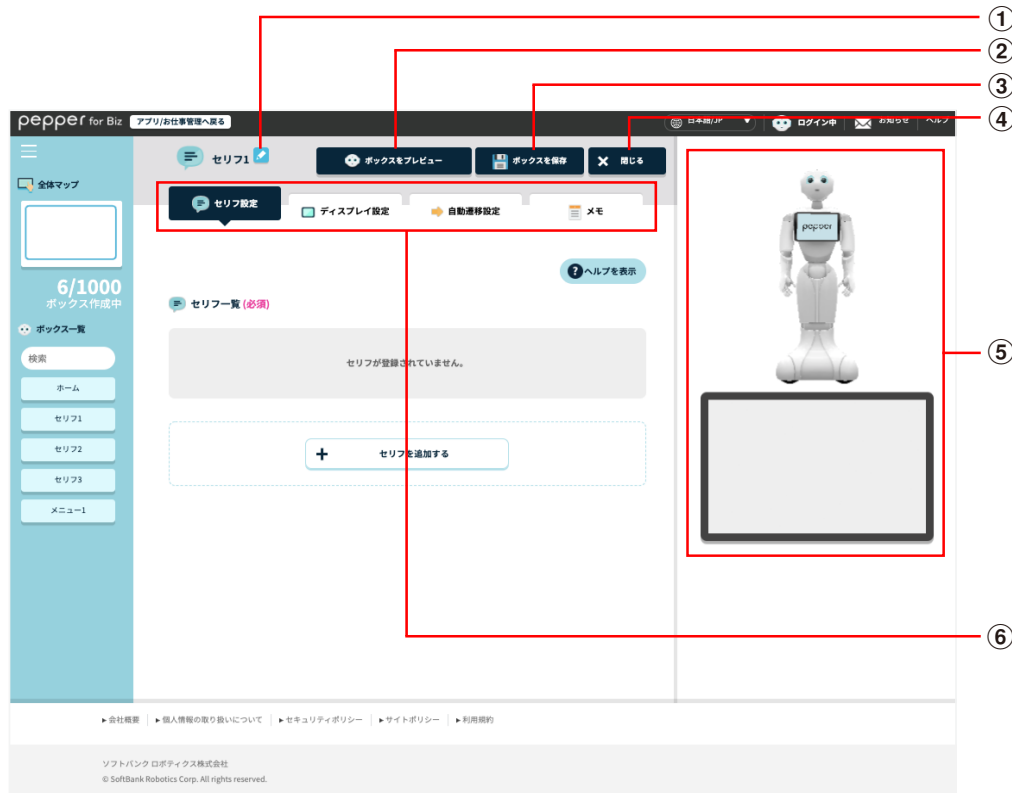 ①
②
③
④
pepper for Biz アプリ/お仕事管理へ戻る 日本語/JP ログイン中 お知らせ ヘルプ
セリフ1 ボックスをプレビュー ボックスを保存 閉じる
全体マップ
セリフ設定 ディスプレイ設定 自動遷移設定 メモ
pepper
ヘルプを表示
6/1000
ボックス作成中
セリフ一覧 (必須)
ボックス一覧
検索
セリフが登録されていません。
⑤
ホーム
セリフ1
セリフ2
セリフを追加する
セリフ3
メニュー1
⑥
会社概要 個人情報の取り扱いについて セキュリティポリシー サイトポリシー 利用規約
ソフトバンク ロボティクス株式会社
© SoftBank Robotics Corp. All rights reserved.